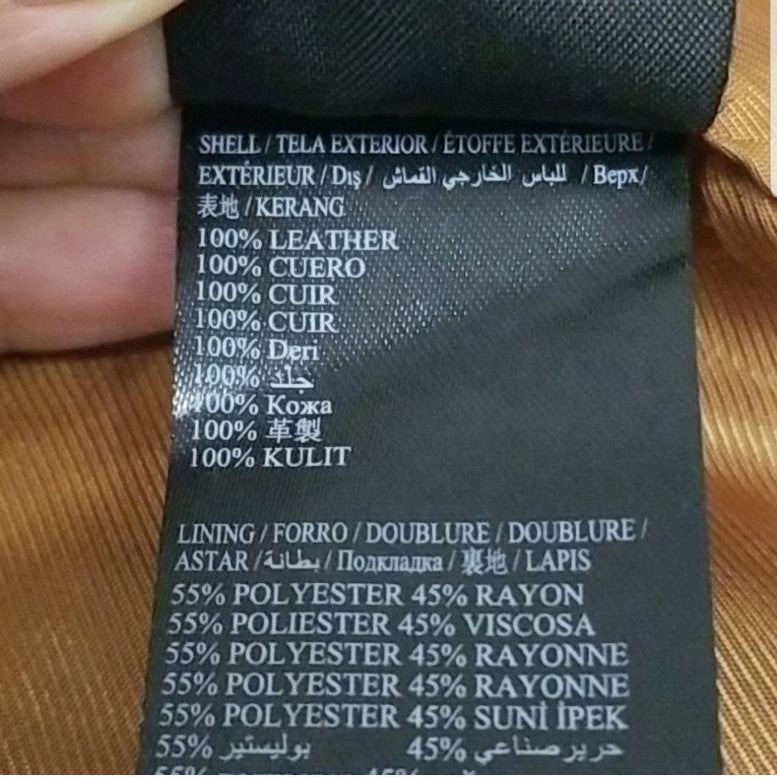 SHELL / TELA EXTERIOR / ÉTOFFE EXTÉRIEURE /
EXTÉRIEUR / Dış / للباس الخارجي القماش / Верх /
表地 / KERANG
100% LEATHER
100% CUERO
100% CUIR
100% CUIR
100% Deri
100% جلد
100% Кожа
100% 革製
100% KULIT
LINING / FORRO / DOUBLURE / DOUBLURE /
ASTAR / بطانة / Подкладка / 裏地 / LAPIS
55% POLYESTER 45% RAYON
55% POLIESTER 45% VISCOSA
55% POLYESTER 45% RAYONNE
55% POLYESTER 45% RAYONNE
55% POLYESTER 45% SUNİ İPEK
55% بوليستير 45% حرير صناعي